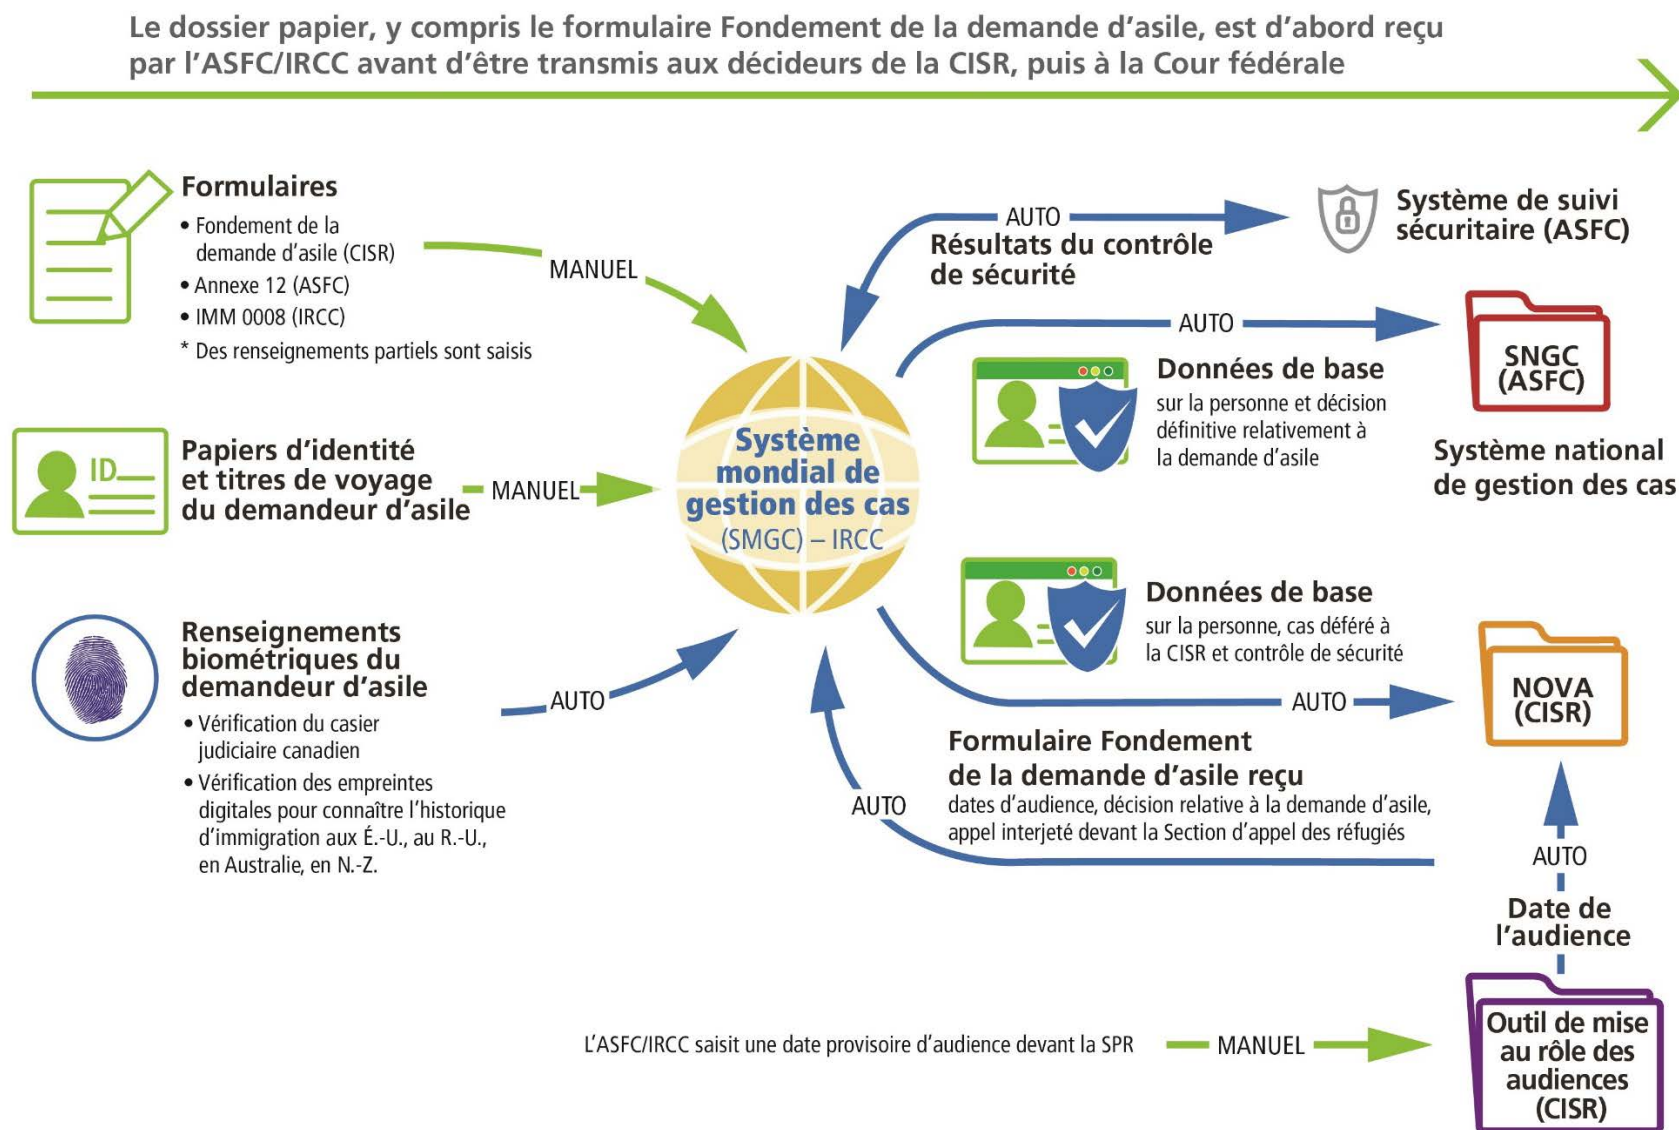 Le dossier papier, y compris le formulaire Fondement de la demande d'asile, est d'abord reçu
par l'ASFC/IRCC avant d'être transmis aux décideurs de la CISR, puis à la Cour fédérale
Formulaires
• Fondement de la
demande d'asile (CISR)
• Annexe 12 (ASFC)
• IMM 0008 (IRCC)
* Des renseignements partiels sont saisis
MANUEL
ID
Papiers d'identité
et titres de voyage
du demandeur d'asile
MANUEL
Renseignements
biométriques du
demandeur d'asile
• Vérification du casier
judiciaire canadien
• Vérification des empreintes
digitales pour connaître l'historique
d'immigration aux É.-U., au R.-U.,
en Australie, en N.-Z.
AUTO
Système
mondial de
gestion des cas
(SMGC) – IRCC
AUTO
Résultats du contrôle
de sécurité
Système de suivi
sécuritaire (ASFC)
AUTO
Données de base
sur la personne et décision
définitive relativement à
la demande d'asile
SNGC
(ASFC)
Système national
de gestion des cas
Données de base
sur la personne, cas déféré à
la CISR et contrôle de sécurité
AUTO
NOVA
(CISR)
Formulaire Fondement
de la demande d'asile reçu
dates d'audience, décision relative à la demande d'asile,
appel interjeté devant la Section d'appel des réfugiés
AUTO
AUTO
Date de
l'audience
L'ASFC/IRCC saisit une date provisoire d'audience devant la SPR
MANUEL
Outil de mise
au rôle des
audiences
(CISR)